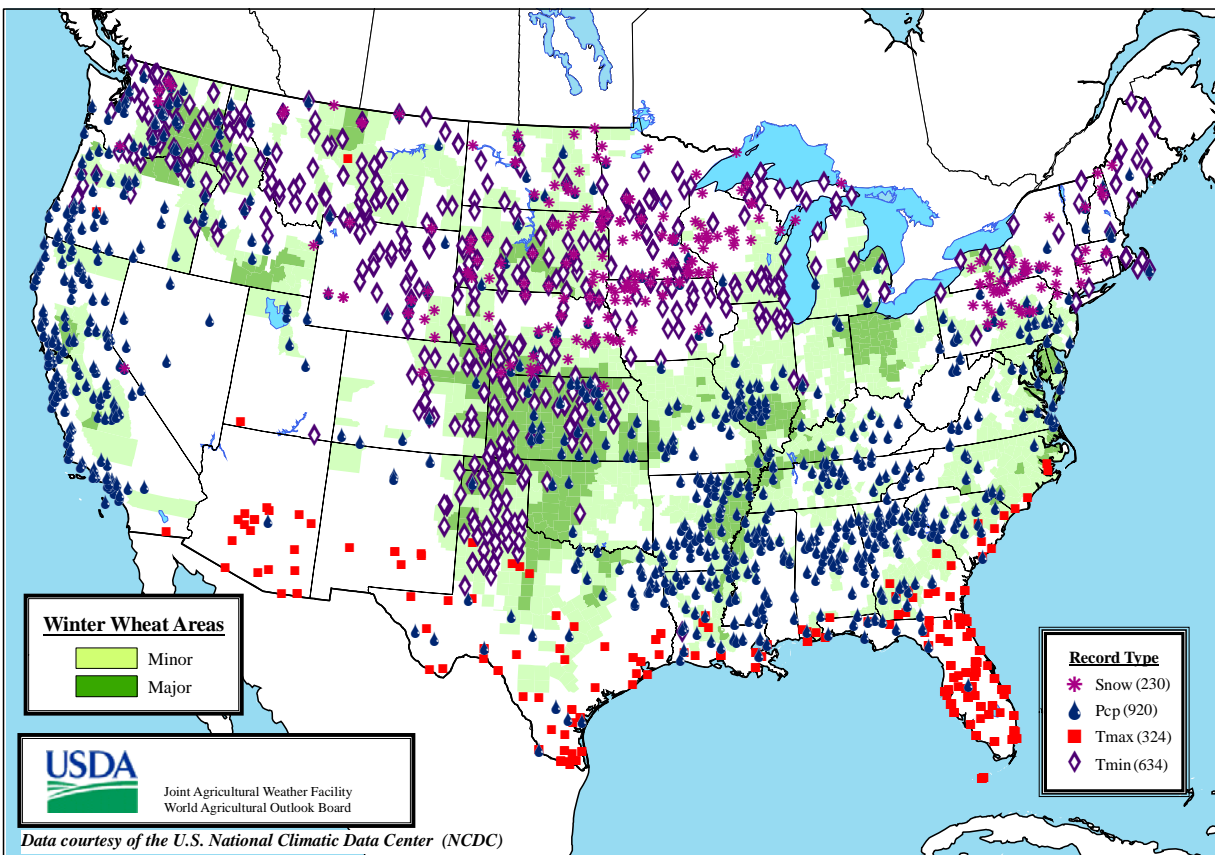 Winter Wheat Areas
Minor
Major
Record Type
Snow (230)
Pcp (920)
Tmax (324)
Tmin (634)
USDA
Joint Agricultural Weather Facility
World Agricultural Outlook Board
Data courtesy of the U.S. National Climatic Data Center (NCDC)